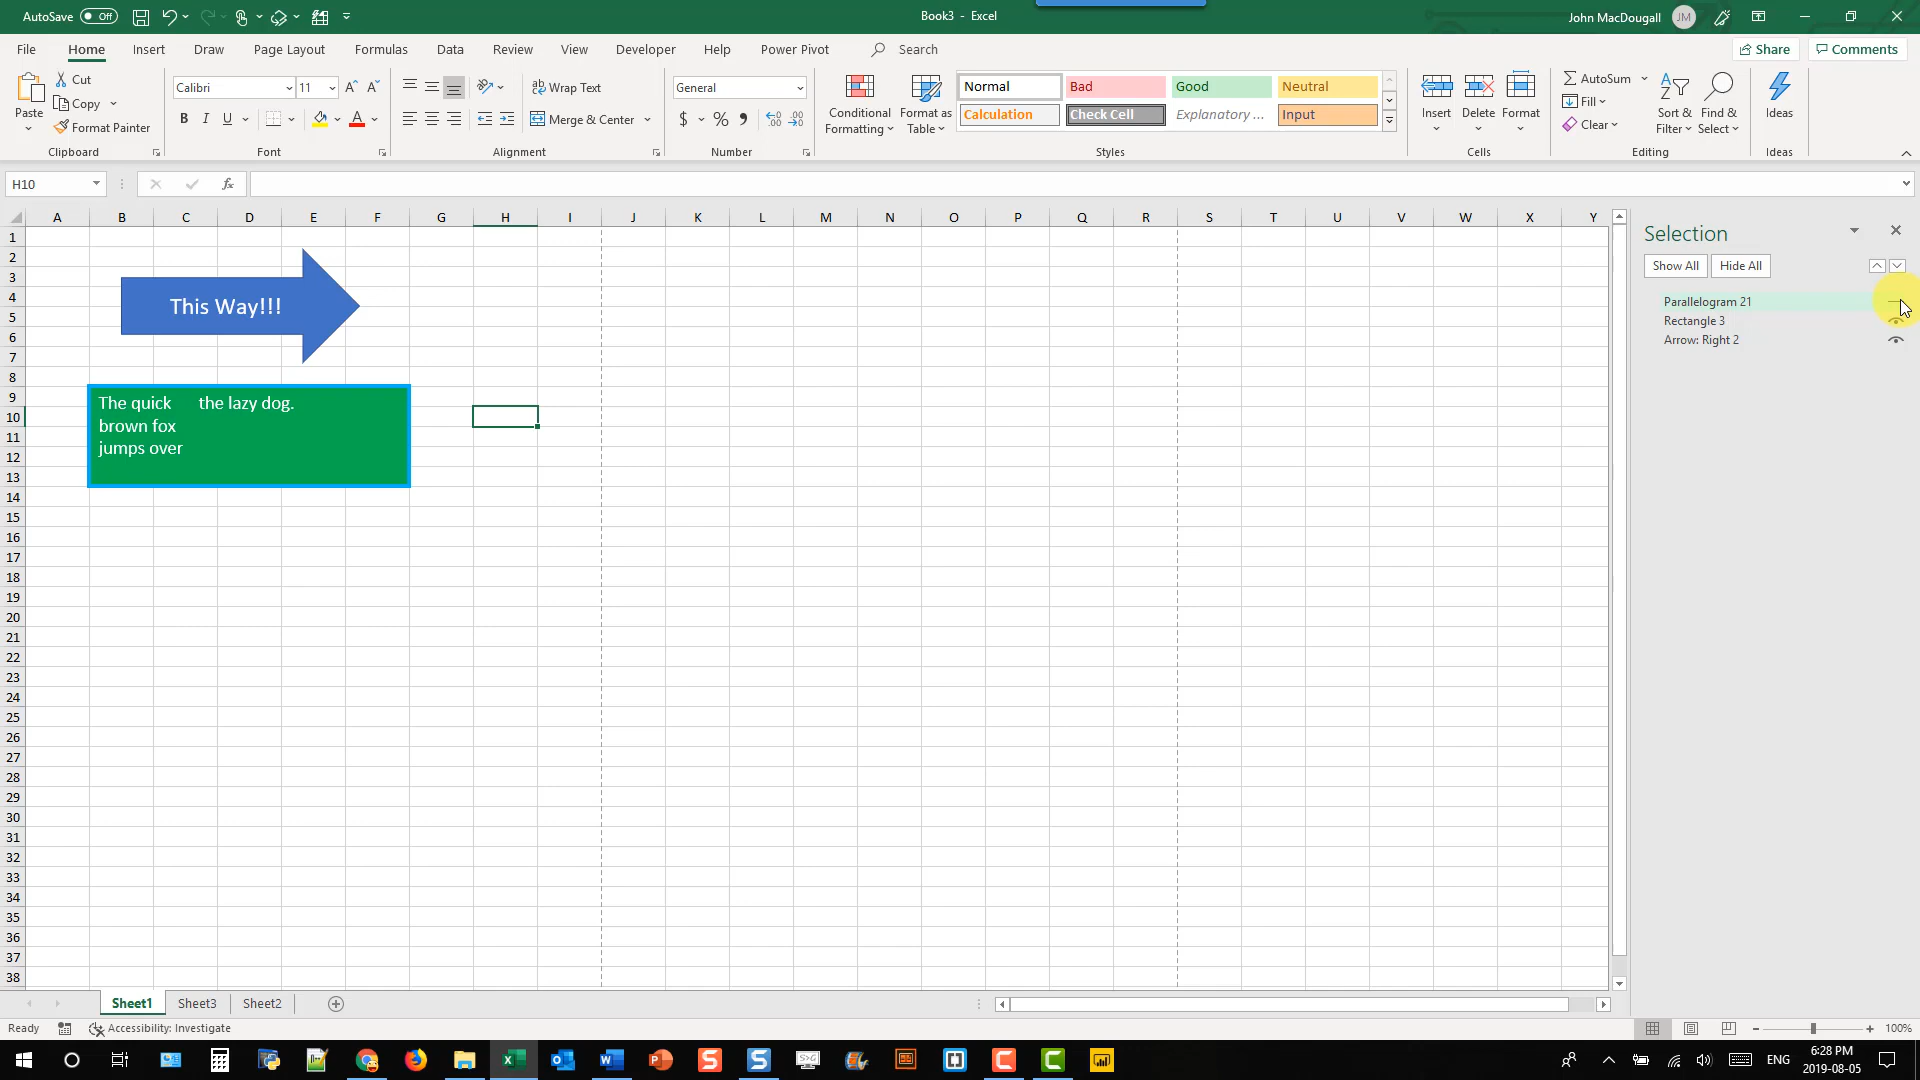 AutoSave Off
Book3 - Excel
John MacDougall JM
File Home Insert Draw Page Layout Formulas Data Review View Developer Help Power Pivot Search
Share Comments
Paste
Cut
Copy
Format Painter
Clipboard
Calibri 11
B I U
Font
Wrap Text
Merge & Center
Alignment
General
$ % 9
Number
Conditional Formatting
Format as Table
Normal Bad Good Neutral
Calculation Check Cell Explanatory ... Input
Styles
Insert Delete Format
Cells
AutoSum
Fill
Clear
Sort & Filter
Find & Select
Editing
Ideas
Ideas
H10 fx
A B C D E F G H I J K L M N O P Q R S T U V W X Y
1
2
3
4
5
6
7
8
9
10
11
12
13
14
15
16
17
18
19
20
21
22
23
24
25
26
27
28
29
30
31
32
33
34
35
36
37
38
This Way!!!
The quick the lazy dog.
brown fox
jumps over
Selection
Show All Hide All
Parallelogram 21
Rectangle 3
Arrow: Right 2
Sheet1 Sheet3 Sheet2
Ready Accessibility: Investigate
100%
ENG
6:28 PM
2019-08-05